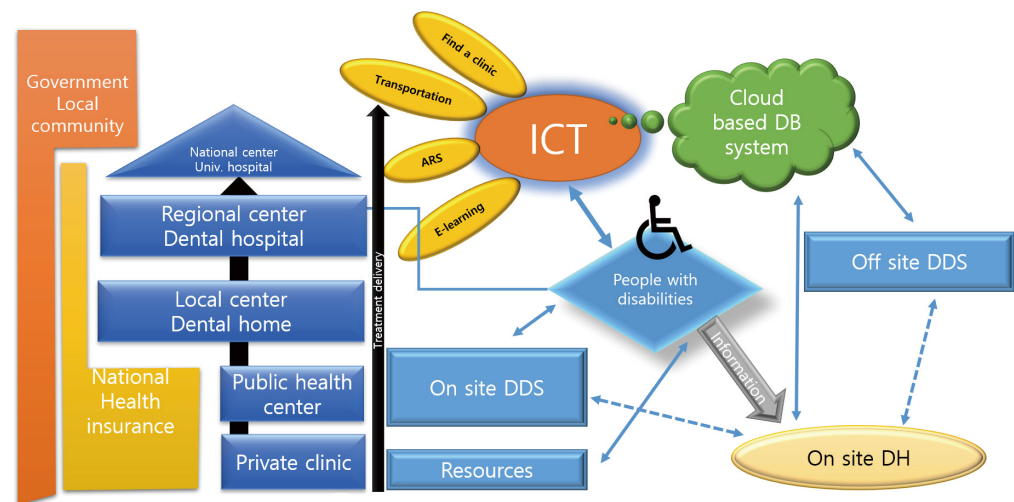 Government
Local
community
National
Health
insurance
National center
Univ. hospital
Regional center
Dental hospital
Local center
Dental home
Public health
center
Private clinic
Treatment delivery
Find a clinic
Transportation
ARS
E-learning
ICT
Cloud
based DB
system
People with
disabilities
Off site DDS
On site DDS
Information
Resources
On site DH